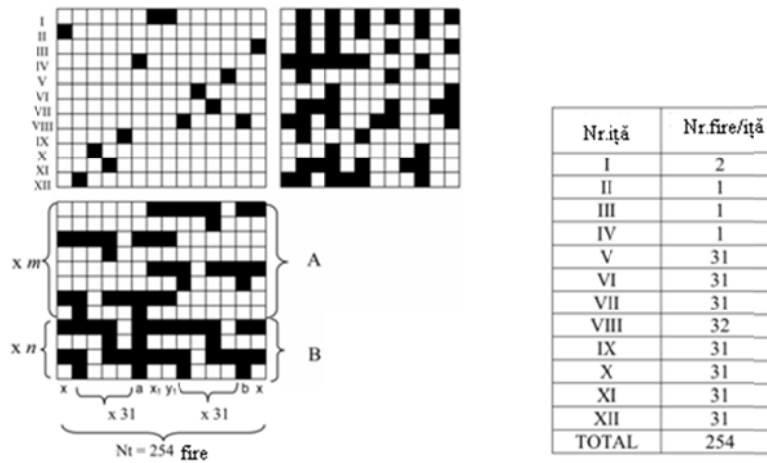 I
II
III
IV
V
VI
VII
VIII
IX
X
XI
XII
x m
A
x n
B
x a x₁ y₁ b x
x 31 x 31
Nt = 254 fire
Nr.iţă Nr.fire/iţă
I 2
II 1
III 1
IV 1
V 31
VI 31
VII 31
VIII 32
IX 31
X 31
XI 31
XII 31
TOTAL 254